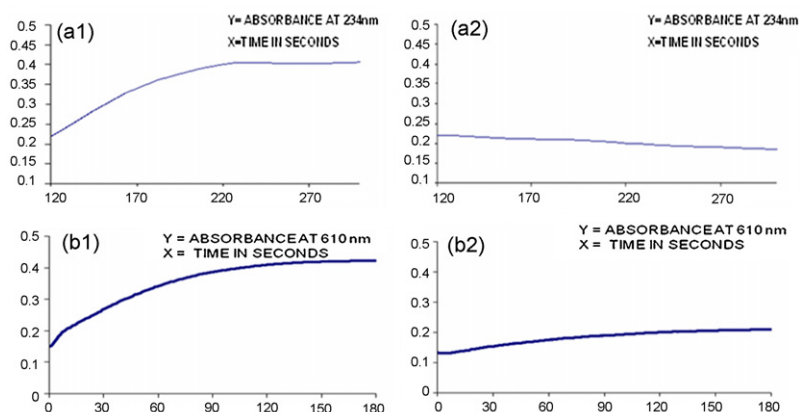 (a1)
Y= ABSORBANCE AT 234nm
X=TIME IN SECONDS
0.5
0.45
0.4
0.35
0.3
0.25
0.2
0.15
0.1
120 170 220 270
(a2)
Y= ABSORBANCE AT 234nm
X=TIME IN SECONDS
0.5
0.45
0.4
0.35
0.3
0.25
0.2
0.15
0.1
120 170 220 270
(b1)
Y = ABSORBANCE AT 610 nm
X = TIME IN SECONDS
0.5
0.4
0.3
0.2
0.1
0
0 30 60 90 120 150 180
(b2)
Y = ABSORBANCE AT 610 nm
X = TIME IN SECONDS
0.5
0.4
0.3
0.2
0.1
0
0 30 60 90 120 150 180